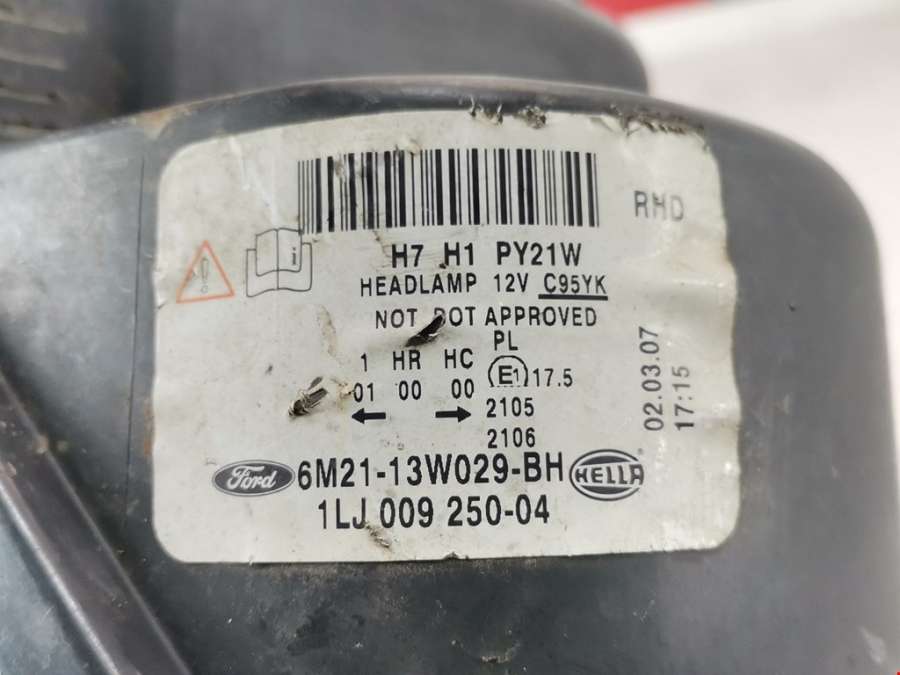 RHD
H7 H1 PY21W
HEADLAMP 12V C95YK
NOT DOT APPROVED
PL
1 HR HC
E1 17.5
01 00 00
2105
2106
02.03.07
17:15
Ford 6M21-13W029-BH HELLA
1LJ 009 250-04